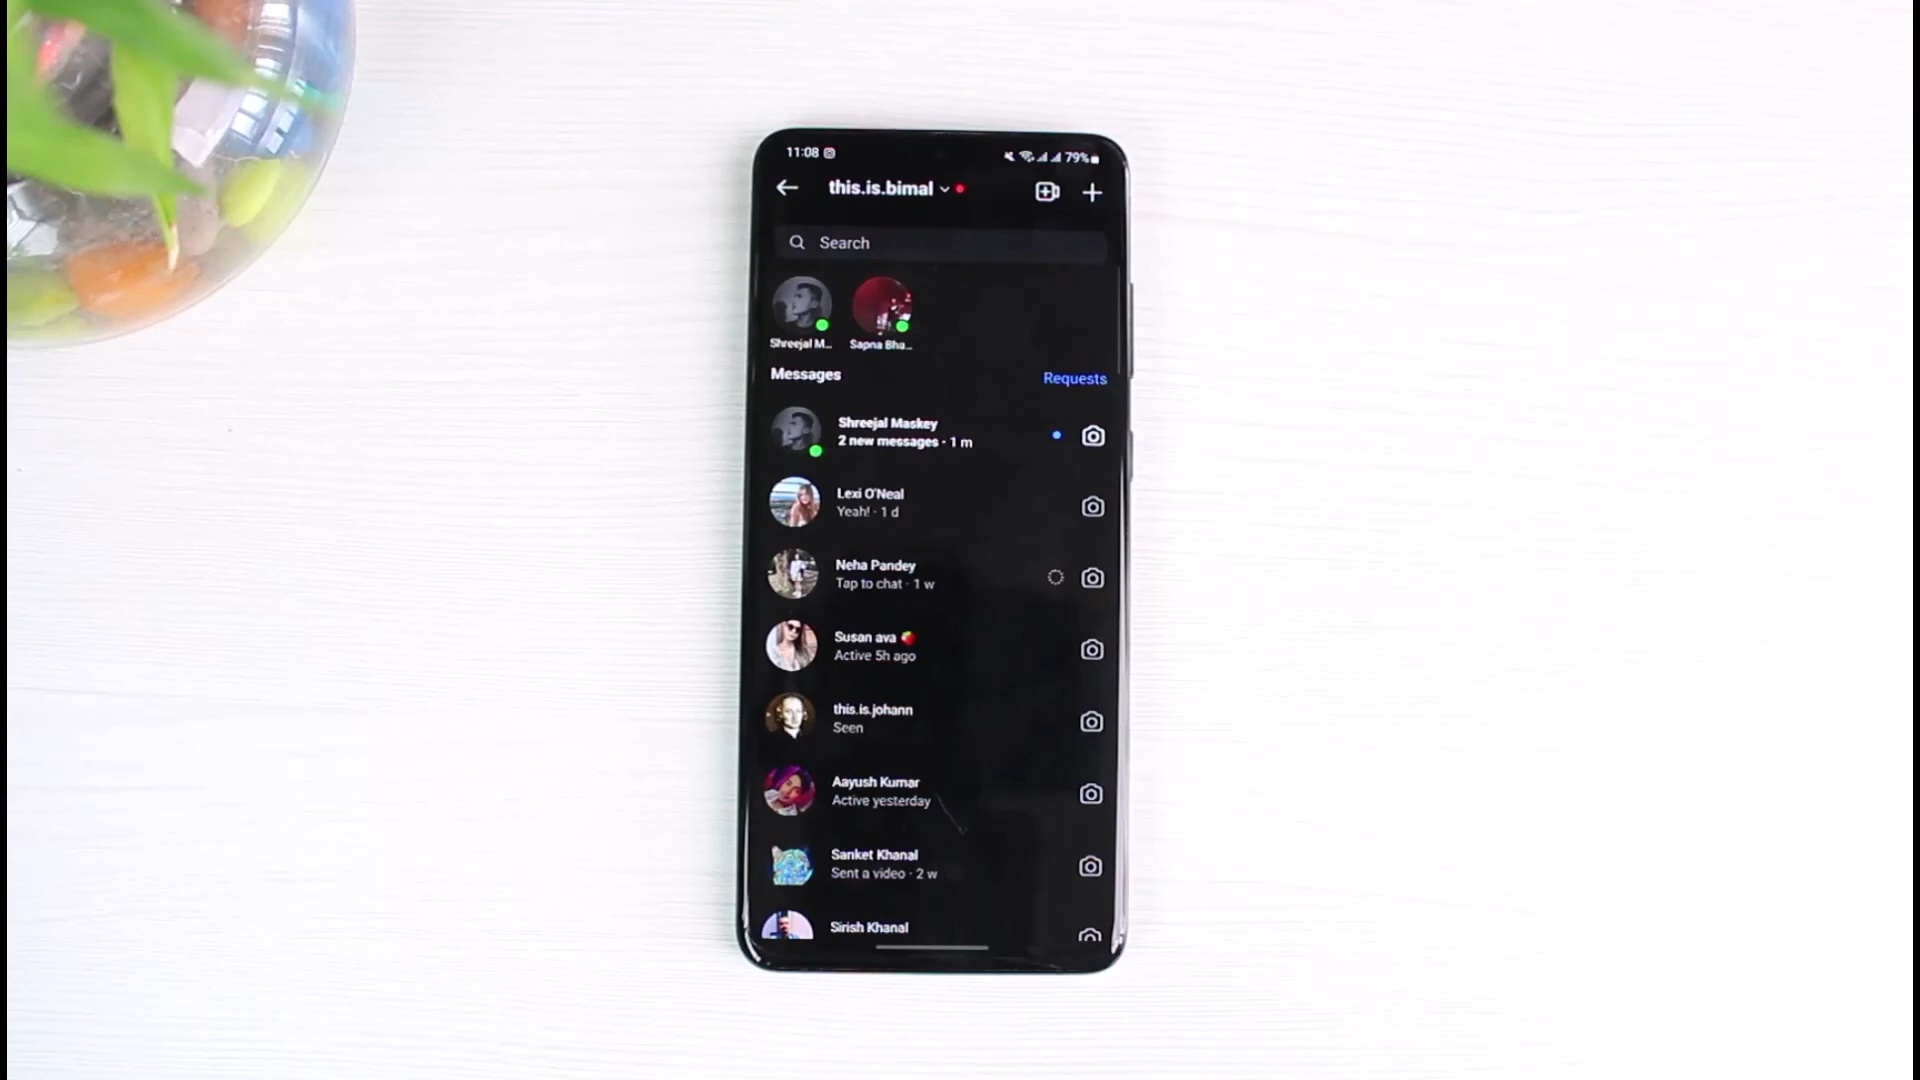 11:08 79%
this.is.bimal
Search
Shreejal M... Sapna Bha...
Messages Requests
Shreejal Maskey
2 new messages · 1 m
Lexi O'Neal
Yeah! · 1 d
Neha Pandey
Tap to chat · 1 w
Susan ava
Active 5h ago
this.is.johann
Seen
Aayush Kumar
Active yesterday
Sanket Khanal
Sent a video · 2 w
Sirish Khanal